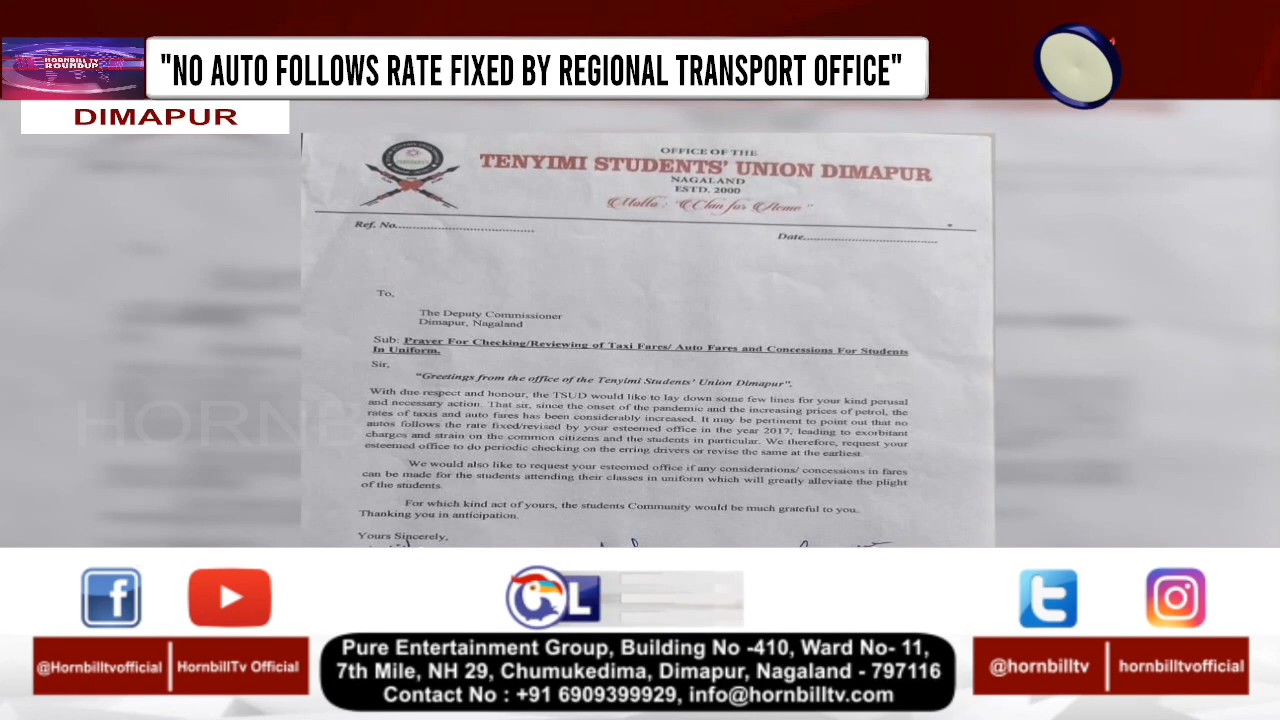 HORNBILL TV
ROUNDUP
"NO AUTO FOLLOWS RATE FIXED BY REGIONAL TRANSPORT OFFICE"
DIMAPUR
OFFICE OF THE
TENYIMI STUDENTS' UNION DIMAPUR
NAGALAND
ESTD. 2000
Motto : "Elan for Acme"
Ref. No.
Date
To,
The Deputy Commissioner
Dimapur, Nagaland
Sub: Prayer For Checking/Reviewing of Taxi Fares/ Auto Fares and Concessions For Students
In Uniform.
Sir,
"Greetings from the office of the Tenyimi Students' Union Dimapur".
With due respect and honour, the TSUD would like to lay down some few lines for your kind perusal
and necessary action. That sir, since the onset of the pandemic and the increasing prices of petrol, the
rates of taxis and auto fares has been considerably increased. It may be pertinent to point out that no
autos follows the rate fixed/revised by your esteemed office in the year 2017, leading to exorbitant
charges and strain on the common citizens and the students in particular. We therefore, request your
esteemed office to do periodic checking on the erring drivers or revise the same at the earliest.
We would also like to request your esteemed office if any considerations/ concessions in fares
can be made for the students attending their classes in uniform which will greatly alleviate the plight
of the students.
For which kind act of yours, the students Community would be much grateful to you.
Thanking you in anticipation.
Yours Sincerely,
HORNB
L
@Hornbilltvofficial
HornbillTv Official
Pure Entertainment Group, Building No -410, Ward No- 11,
7th Mile, NH 29, Chumukedima, Dimapur, Nagaland - 797116
Contact No : +91 6909399929, info@hornbilltv.com
@hornbilltv
hornbilltvofficial